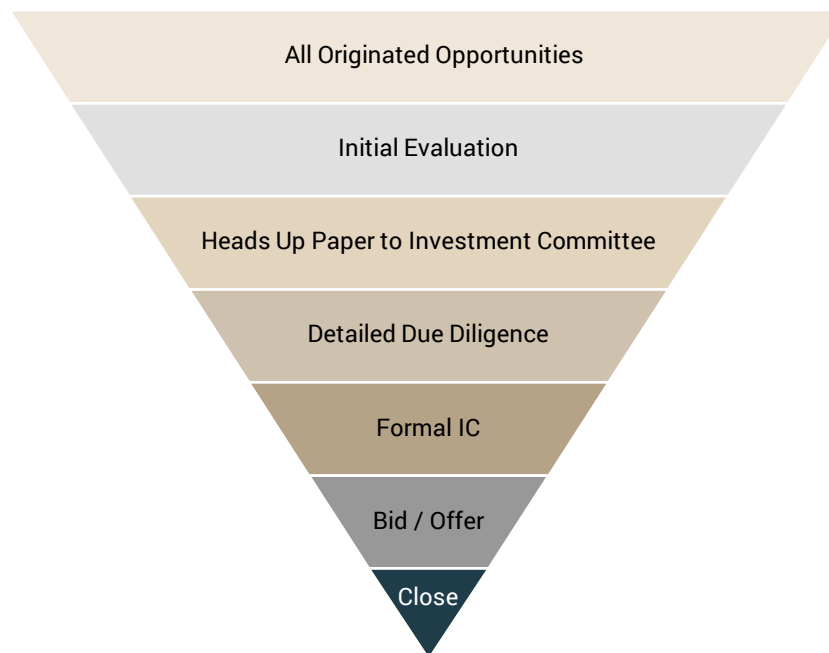 All Originated Opportunities
Initial Evaluation
Heads Up Paper to Investment Committee
Detailed Due Diligence
Formal IC
Bid / Offer
Close